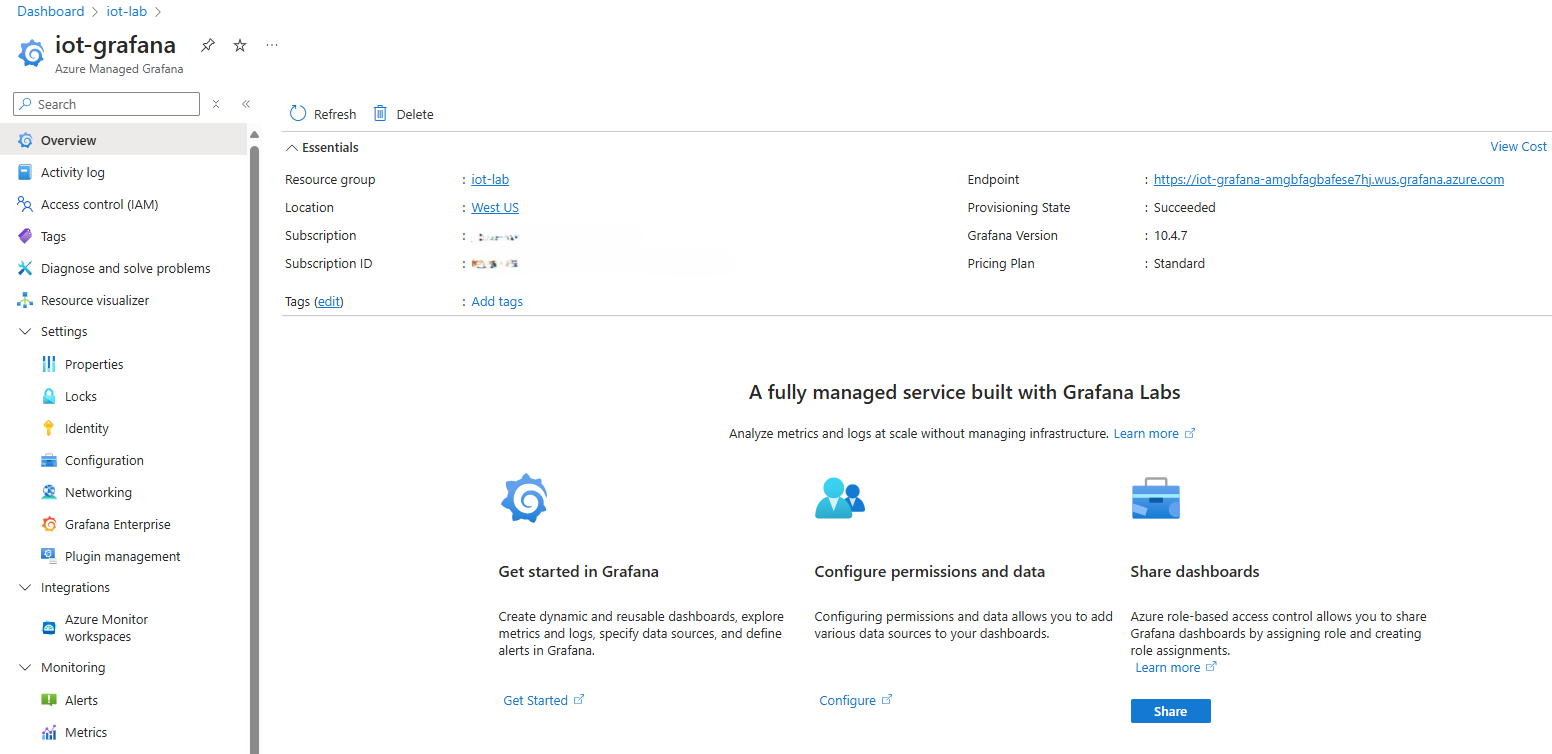 Dashboard > iot-lab >
iot-grafana
Azure Managed Grafana
Search
Overview
Activity log
Access control (IAM)
Tags
Diagnose and solve problems
Resource visualizer
Settings
Properties
Locks
Identity
Configuration
Networking
Grafana Enterprise
Plugin management
Integrations
Azure Monitor
workspaces
Monitoring
Alerts
Metrics
Refresh Delete
Essentials
View Cost
Resource group : iot-lab
Location : West US
Subscription :
Subscription ID :
Tags (edit) : Add tags
Endpoint : https://iot-grafana-amgbfagbafese7hj.wus.grafana.azure.com
Provisioning State : Succeeded
Grafana Version : 10.4.7
Pricing Plan : Standard
A fully managed service built with Grafana Labs
Analyze metrics and logs at scale without managing infrastructure. Learn more
Get started in Grafana
Create dynamic and reusable dashboards, explore
metrics and logs, specify data sources, and define
alerts in Grafana.
Get Started
Configure permissions and data
Configuring permissions and data allows you to add
various data sources to your dashboards.
Configure
Share dashboards
Azure role-based access control allows you to share
Grafana dashboards by assigning role and creating
role assignments.
Learn more
Share